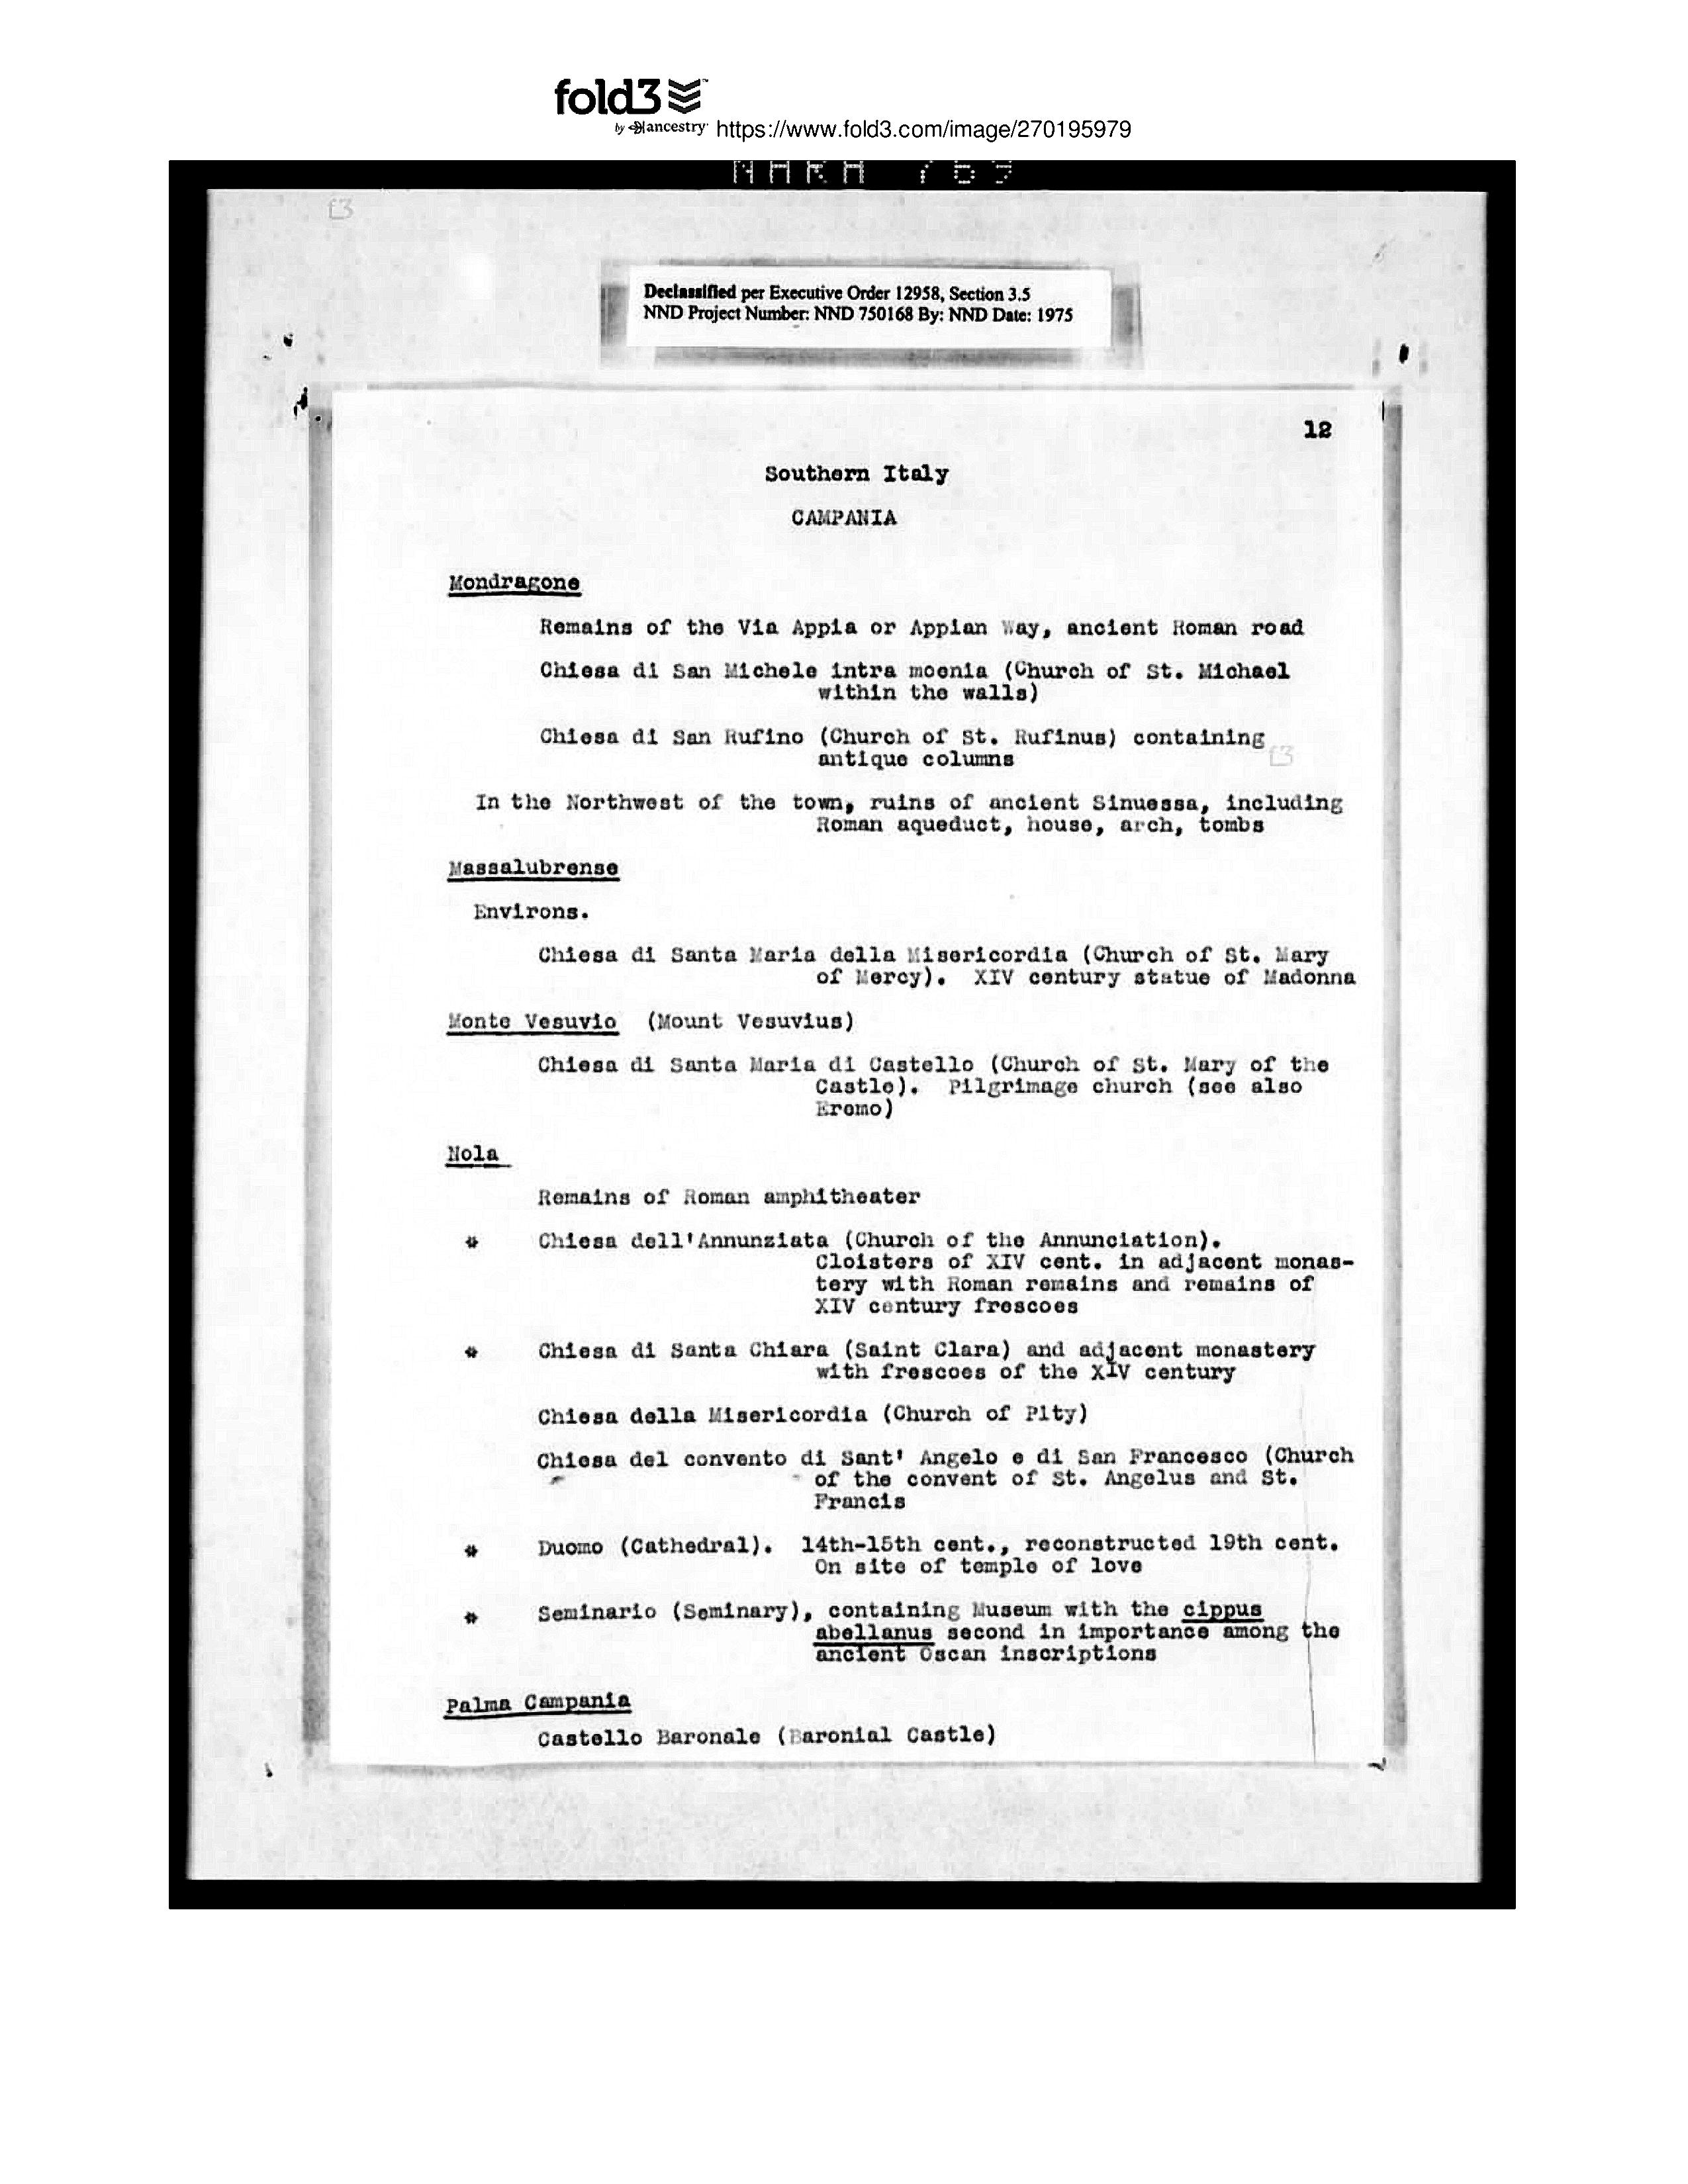 fold3™
by ancestry https://www.fold3.com/image/270195979
NARA 769
Declassified per Executive Order 12958, Section 3.5
NND Project Number: NND 750168 By: NND Date: 1975
12
Southern Italy
CAMPANIA
Mondragone
Remains of the Via Appia or Appian Way, ancient Roman road
Chiesa di San Michele intra moenia (Church of St. Michael
within the walls)
Chiesa di San Rufino (Church of St. Rufinus) containing
antique columns
In the Northwest of the town, ruins of ancient Sinuessa, including
Roman aqueduct, house, arch, tombs
Massalubrense
Environs.
Chiesa di Santa Maria della Misericordia (Church of St. Mary
of Mercy). XIV century statue of Madonna
Monte Vesuvio (Mount Vesuvius)
Chiesa di Santa Maria di Castello (Church of St. Mary of the
Castle). Pilgrimage church (see also
Eremo)
Nola
Remains of Roman amphitheater
* Chiesa dell'Annunziata (Church of the Annunciation).
Cloisters of XIV cent. in adjacent monas-
tery with Roman remains and remains of
XIV century frescoes
* Chiesa di Santa Chiara (Saint Clara) and adjacent monastery
with frescoes of the XIV century
Chiesa della Misericordia (Church of Pity)
Chiesa del convento di Sant' Angelo e di San Francesco (Church
of the convent of St. Angelus and St.
Francis
* Duomo (Cathedral). 14th-15th cent., reconstructed 19th cent.
On site of temple of love
* Seminario (Seminary), containing Museum with the cippus
abellanus second in importance among the
ancient Oscan inscriptions
Palma Campania
Castello Baronale (Baronial Castle)